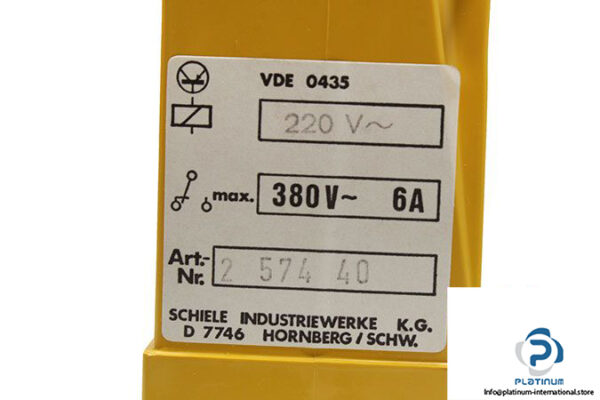 VDE 0435
220 V~
max. 380V~ 6A
Art.-
Nr. 2 574 40
SCHIELE INDUSTRIEWERKE K.G.
D 7746 HORNBERG/SCHW.
PLATINUM
Info@platinum-international.store